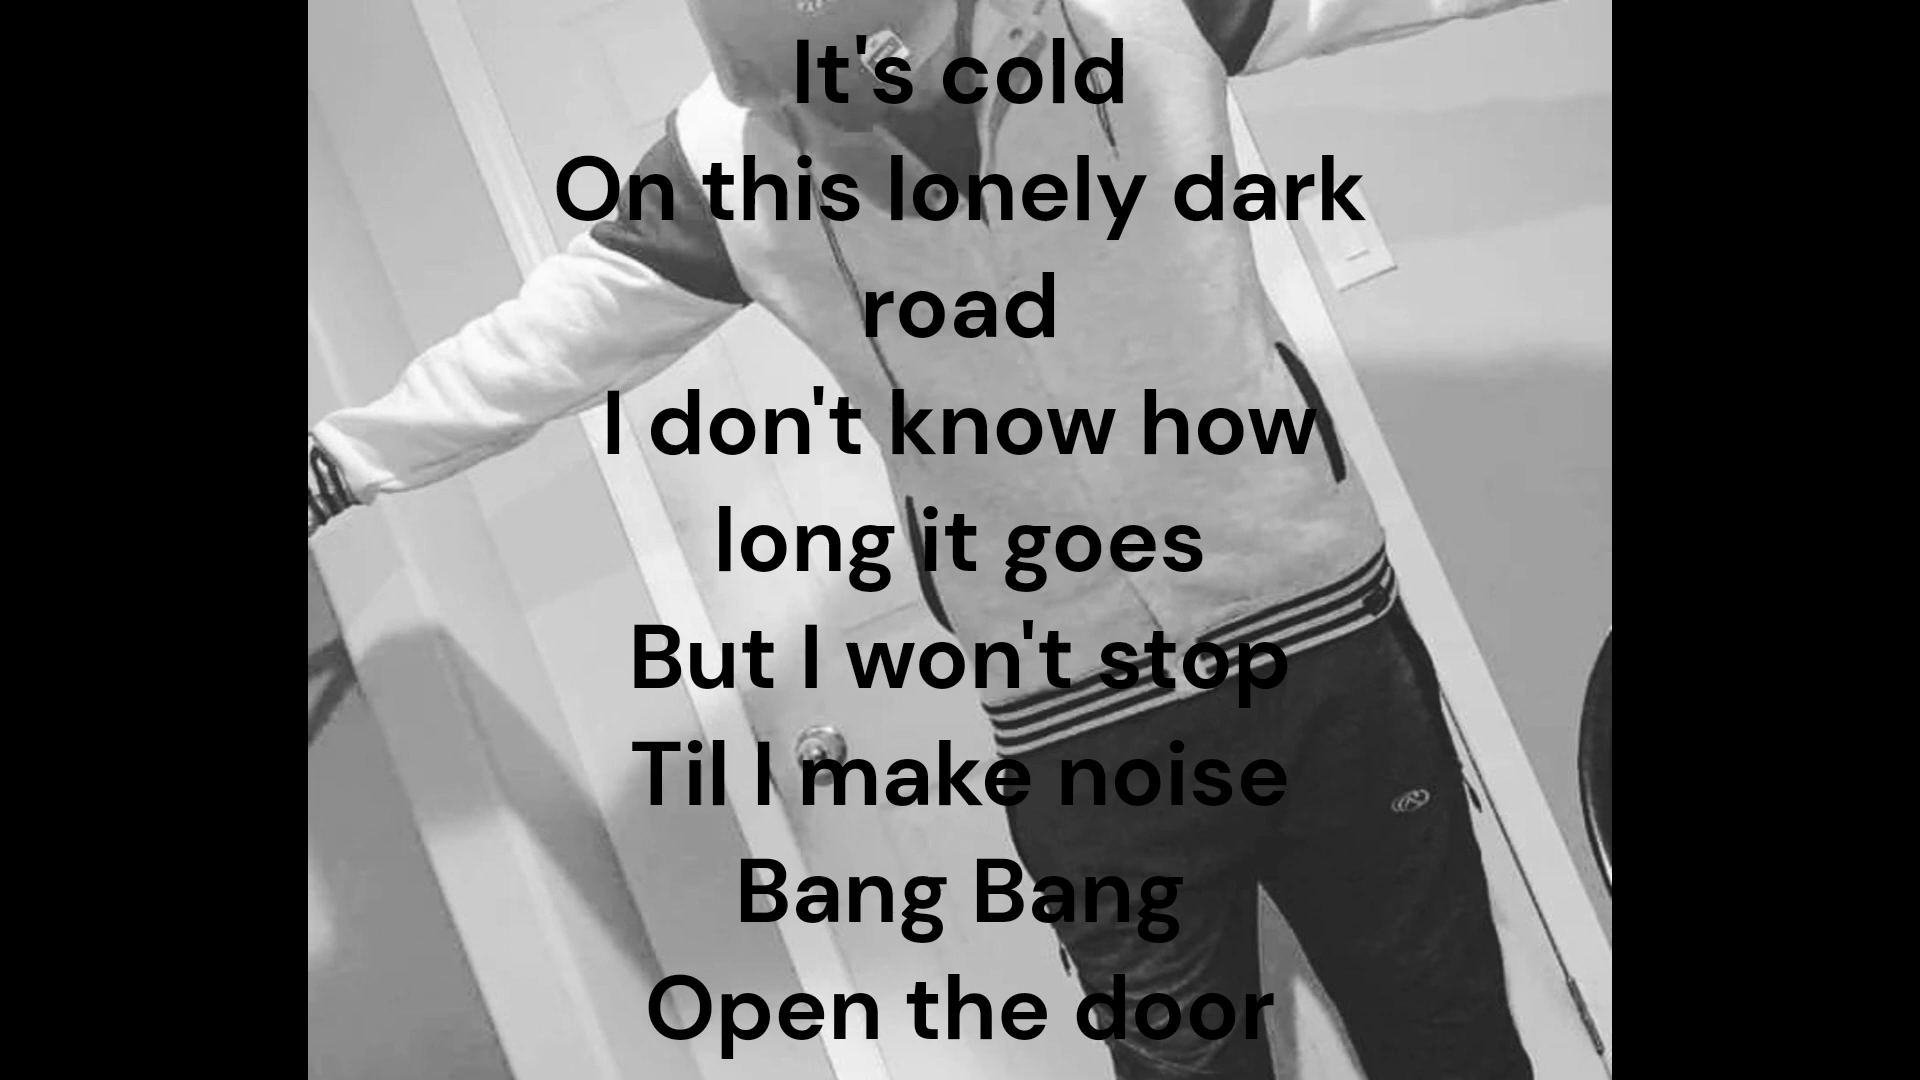 It's cold
On this lonely dark
road
I don't know how
long it goes
But I won't stop
Til I make noise
Bang Bang
Open the door